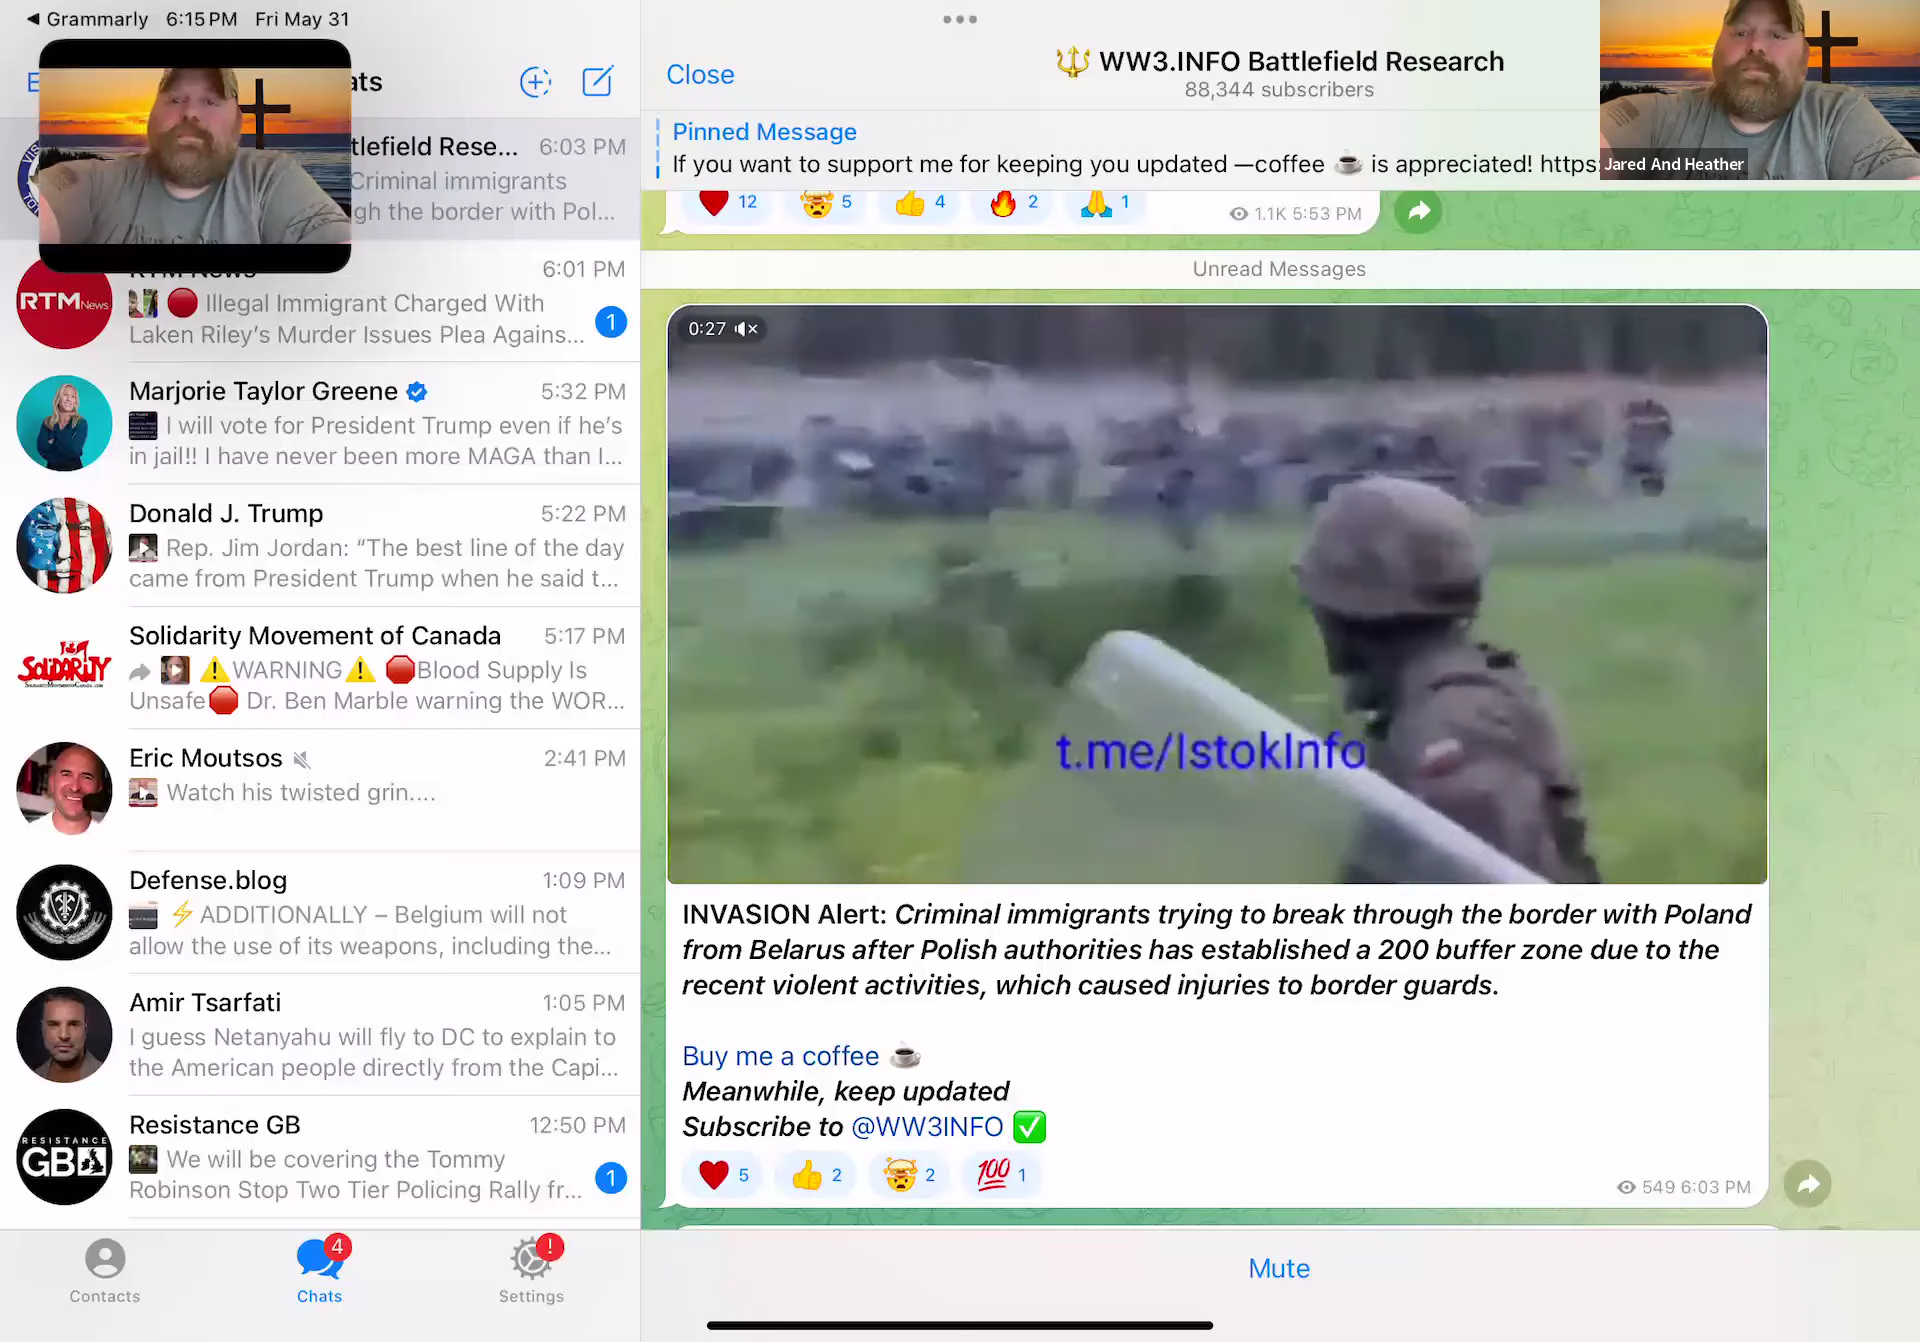 ◀ Grammarly 6:15 PM Fri May 31
ats
tlefield Rese... 6:03 PM
Criminal immigrants
gh the border with Pol...
6:01 PM
RTM News
🔴 Illegal Immigrant Charged With
Laken Riley's Murder Issues Plea Agains...
1
Marjorie Taylor Greene 5:32 PM
I will vote for President Trump even if he's
in jail!! I have never been more MAGA than I...
Donald J. Trump 5:22 PM
Rep. Jim Jordan: “The best line of the day
came from President Trump when he said t...
SOLiDARiTY
Solidarity Movement of Canada 5:17 PM
⚠️WARNING⚠️ 🛑Blood Supply Is
Unsafe🛑 Dr. Ben Marble warning the WOR...
Eric Moutsos 2:41 PM
Watch his twisted grin....
Defense.blog 1:09 PM
⚡ ADDITIONALLY – Belgium will not
allow the use of its weapons, including the...
Amir Tsarfati 1:05 PM
I guess Netanyahu will fly to DC to explain to
the American people directly from the Capi...
RESISTANCE
GB
Resistance GB 12:50 PM
We will be covering the Tommy
Robinson Stop Two Tier Policing Rally fr...
1
4
!
Contacts Chats Settings
Close
🔱 WW3.INFO Battlefield Research
88,344 subscribers
Pinned Message
If you want to support me for keeping you updated —coffee ☕ is appreciated! https:
Jared And Heather
❤️ 12 🤯 5 👍 4 🔥 2 🙏 1
1.1K 5:53 PM
Unread Messages
0:27
t.me/IstokInfo
INVASION Alert: Criminal immigrants trying to break through the border with Poland
from Belarus after Polish authorities has established a 200 buffer zone due to the
recent violent activities, which caused injuries to border guards.
Buy me a coffee ☕
Meanwhile, keep updated
Subscribe to @WW3INFO ✅
❤️ 5 👍 2 🤯 2 💯 1
549 6:03 PM
Mute